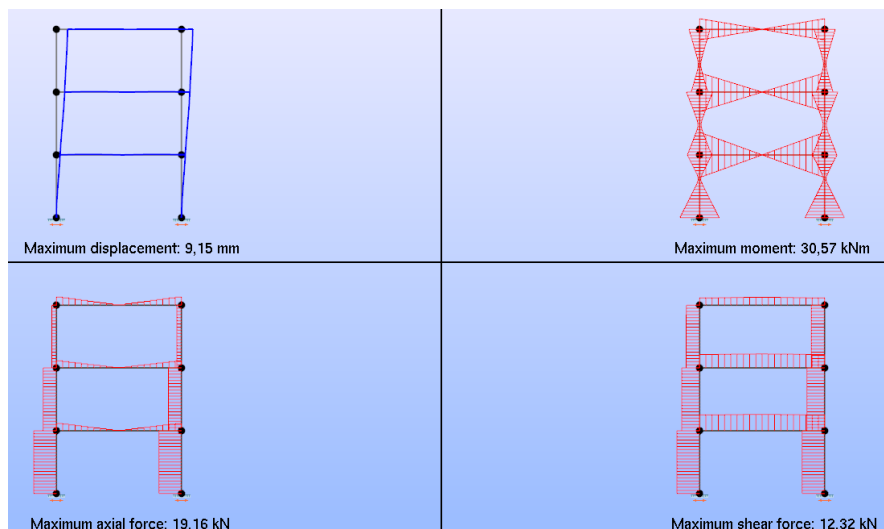 Maximum displacement: 9,15 mm
Maximum moment: 30,57 kNm
Maximum axial force: 19,16 kN
Maximum shear force: 12,32 kN